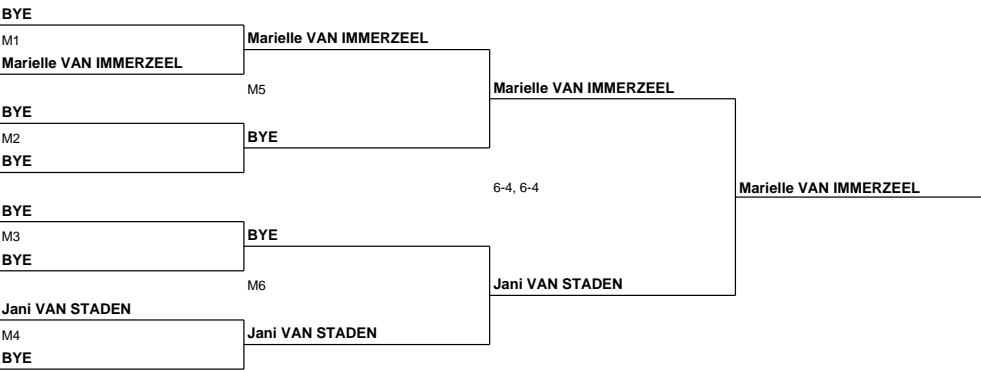 BYE
M1
Marielle VAN IMMERZEEL
BYE
M2
BYE
BYE
M3
BYE
Jani VAN STADEN
M4
BYE
Marielle VAN IMMERZEEL
M5
BYE
BYE
M6
Jani VAN STADEN
Marielle VAN IMMERZEEL
6-4, 6-4
Jani VAN STADEN
Marielle VAN IMMERZEEL